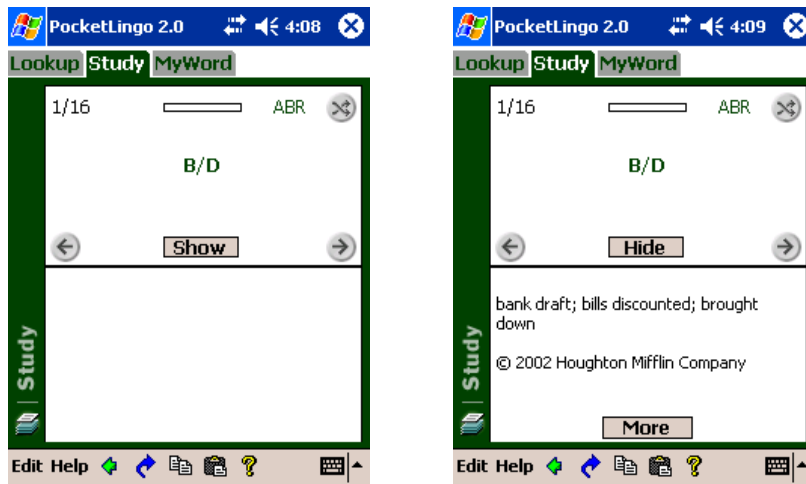 PocketLingo 2.0 4:08
Lookup Study MyWord
1/16 ABR
B/D
Show
Study
Edit Help
PocketLingo 2.0 4:09
Lookup Study MyWord
1/16 ABR
B/D
Hide
bank draft; bills discounted; brought
down
© 2002 Houghton Mifflin Company
Study
More
Edit Help